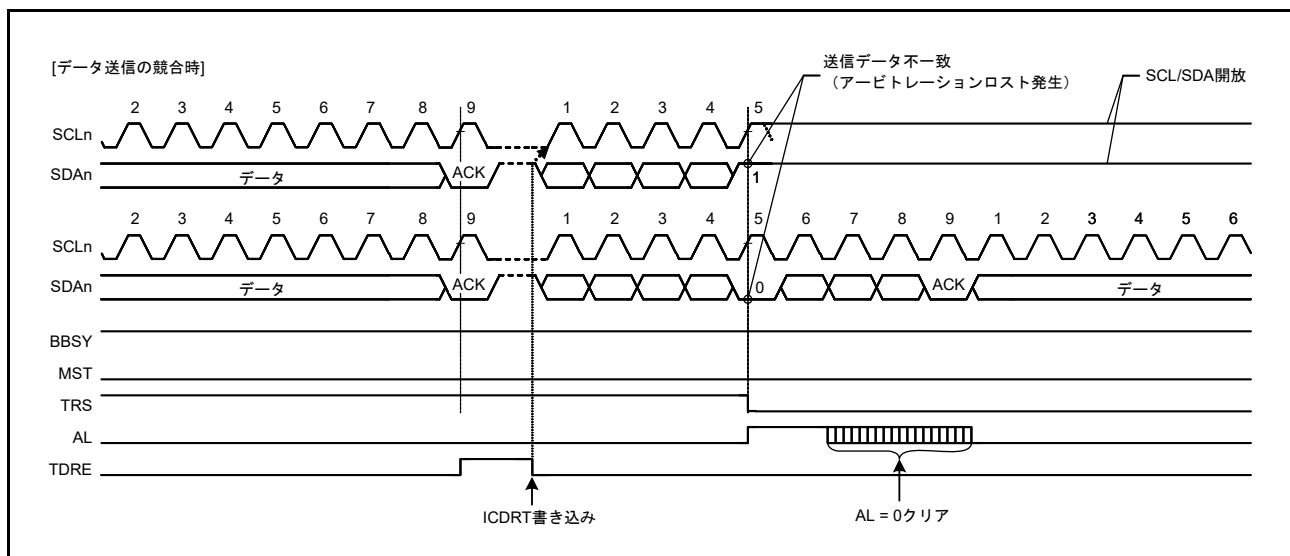 [データ送信の競合時]
送信データ不一致
（アービトレーションロスト発生）
SCL/SDA開放
2 3 4 5 6 7 8 9 1 2 3 4 5
SCLn
SDAn データ ACK 1
2 3 4 5 6 7 8 9 1 2 3 4 5 6 7 8 9 1 2 3 4 5 6
SCLn
SDAn データ ACK 0 ACK データ
BBSY
MST
TRS
AL
TDRE
ICDRT書き込み
AL = 0クリア